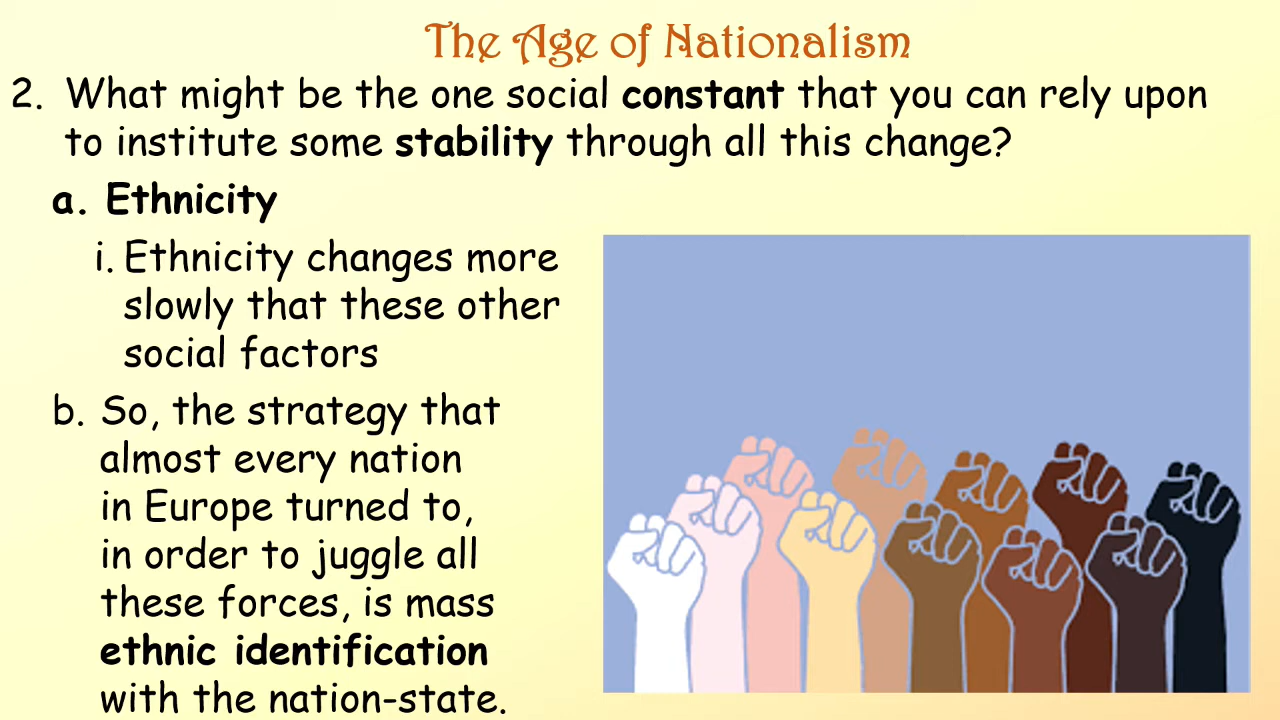 The Age of Nationalism
2. What might be the one social constant that you can rely upon
to institute some stability through all this change?
a. Ethnicity
i. Ethnicity changes more
slowly that these other
social factors
b. So, the strategy that
almost every nation
in Europe turned to,
in order to juggle all
these forces, is mass
ethnic identification
with the nation-state.